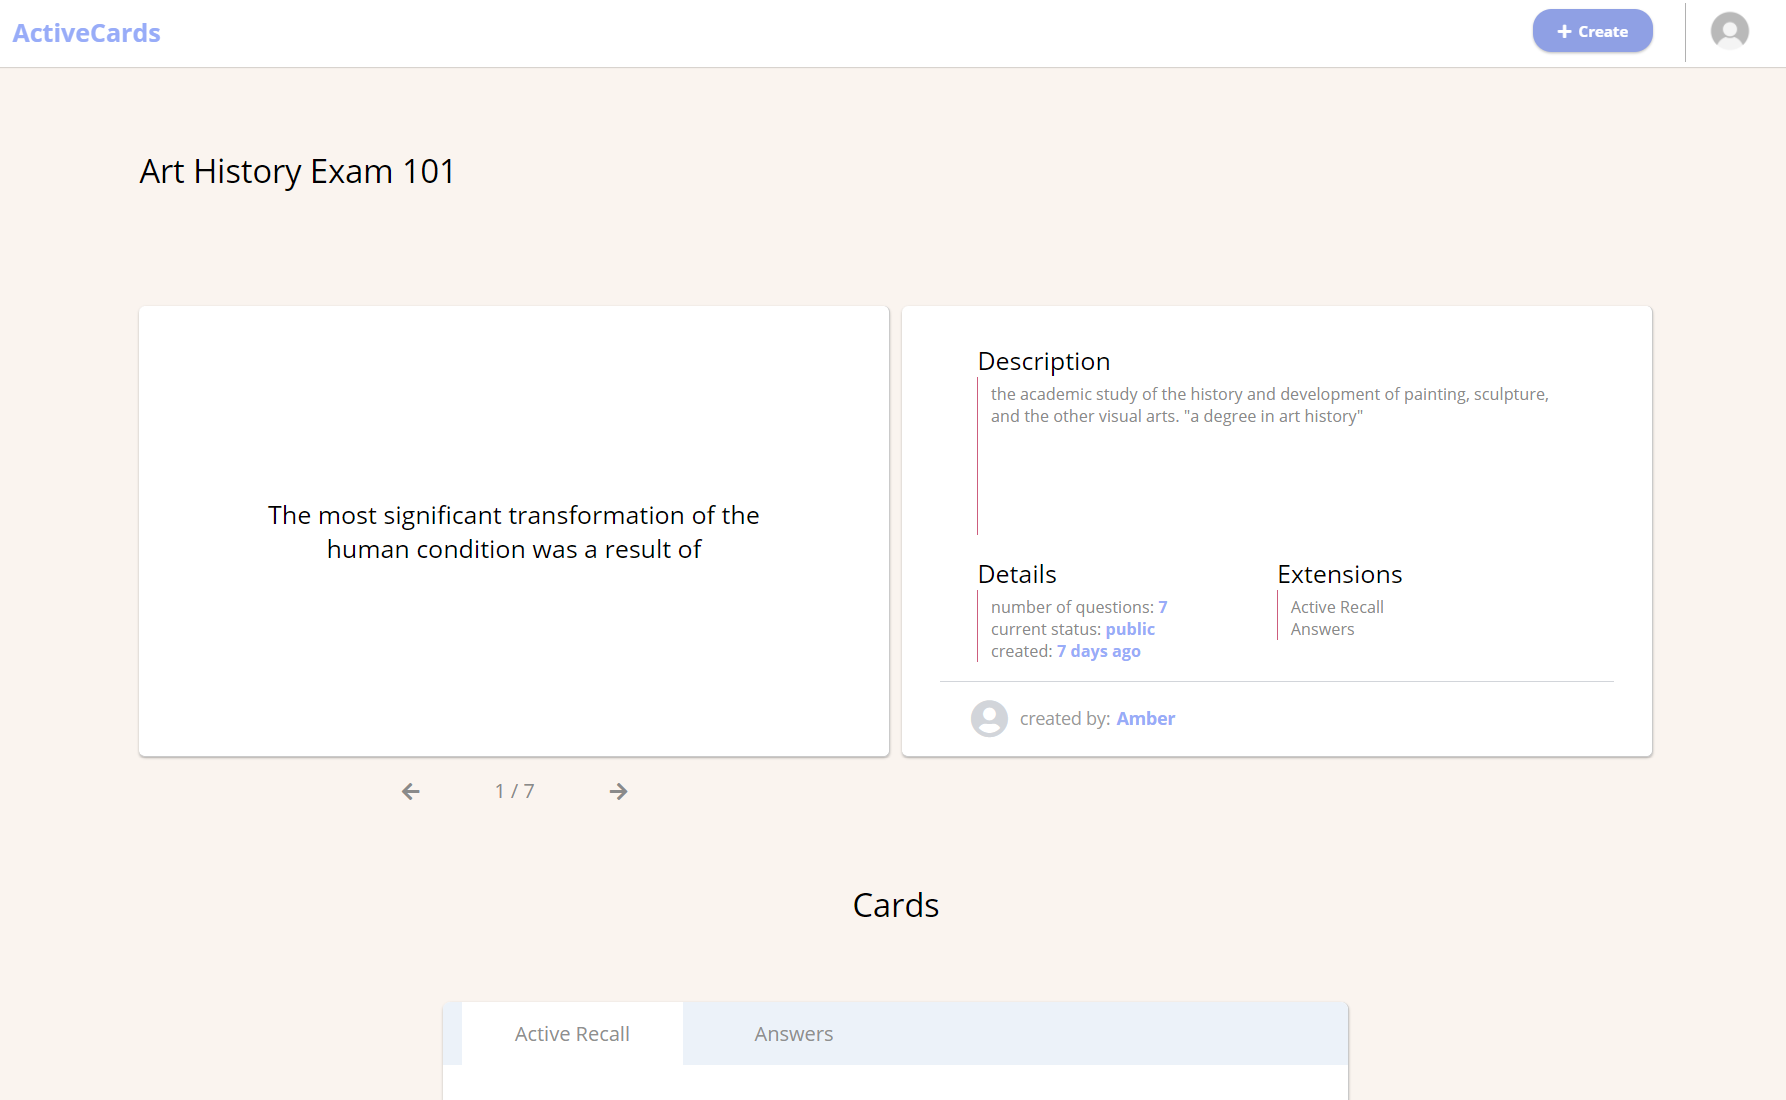 ActiveCards
Create
Art History Exam 101
The most significant transformation of the
human condition was a result of
Description
the academic study of the history and development of painting, sculpture,
and the other visual arts. "a degree in art history"
Details
number of questions: 7
current status: public
created: 7 days ago
Extensions
Active Recall
Answers
created by: Amber
1 / 7
Cards
Active Recall
Answers